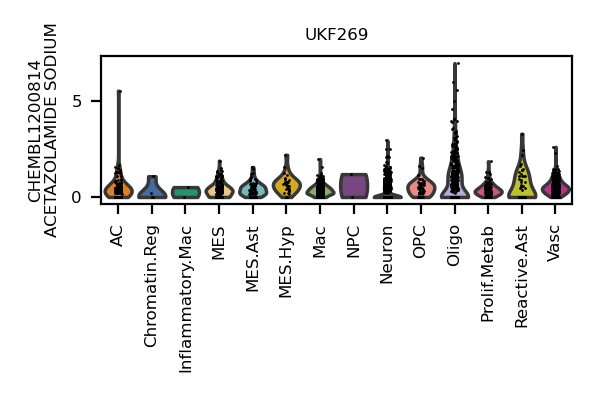 UKF269
CHEMBL1200814
ACETAZOLAMIDE SODIUM
5
0
AC
Chromatin.Reg
Inflammatory.Mac
MES
MES.Ast
MES.Hyp
Mac
NPC
Neuron
OPC
Oligo
Prolif.Metab
Reactive.Ast
Vasc